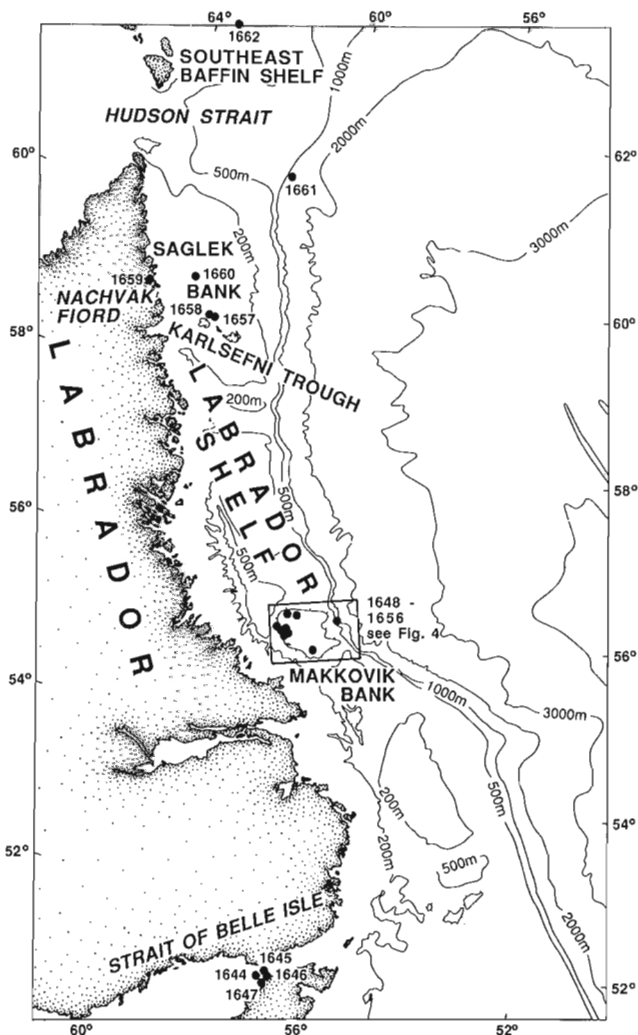 64°
60°
56°
1662
SOUTHEAST
BAFFIN SHELF
1000m
2000m
HUDSON STRAIT
60°
62°
500m
1661
3000m
200m
SAGLEK
BANK
1659
1660
NACHVAK
FIORD
1658
1657
58°
60°
KARLSEFNI TROUGH
LABRADOR
200m
LABRADOR
SHELF
500m
58°
56°
500m
1648 -
1656
see Fig. 4
54°
56°
MAKKOVIK
BANK
1000m
3000m
200m
500m
54°
52°
200m
500m
2000m
STRAIT OF BELLE ISLE
1645
1644
1646
1647
52°
60°
56°
52°